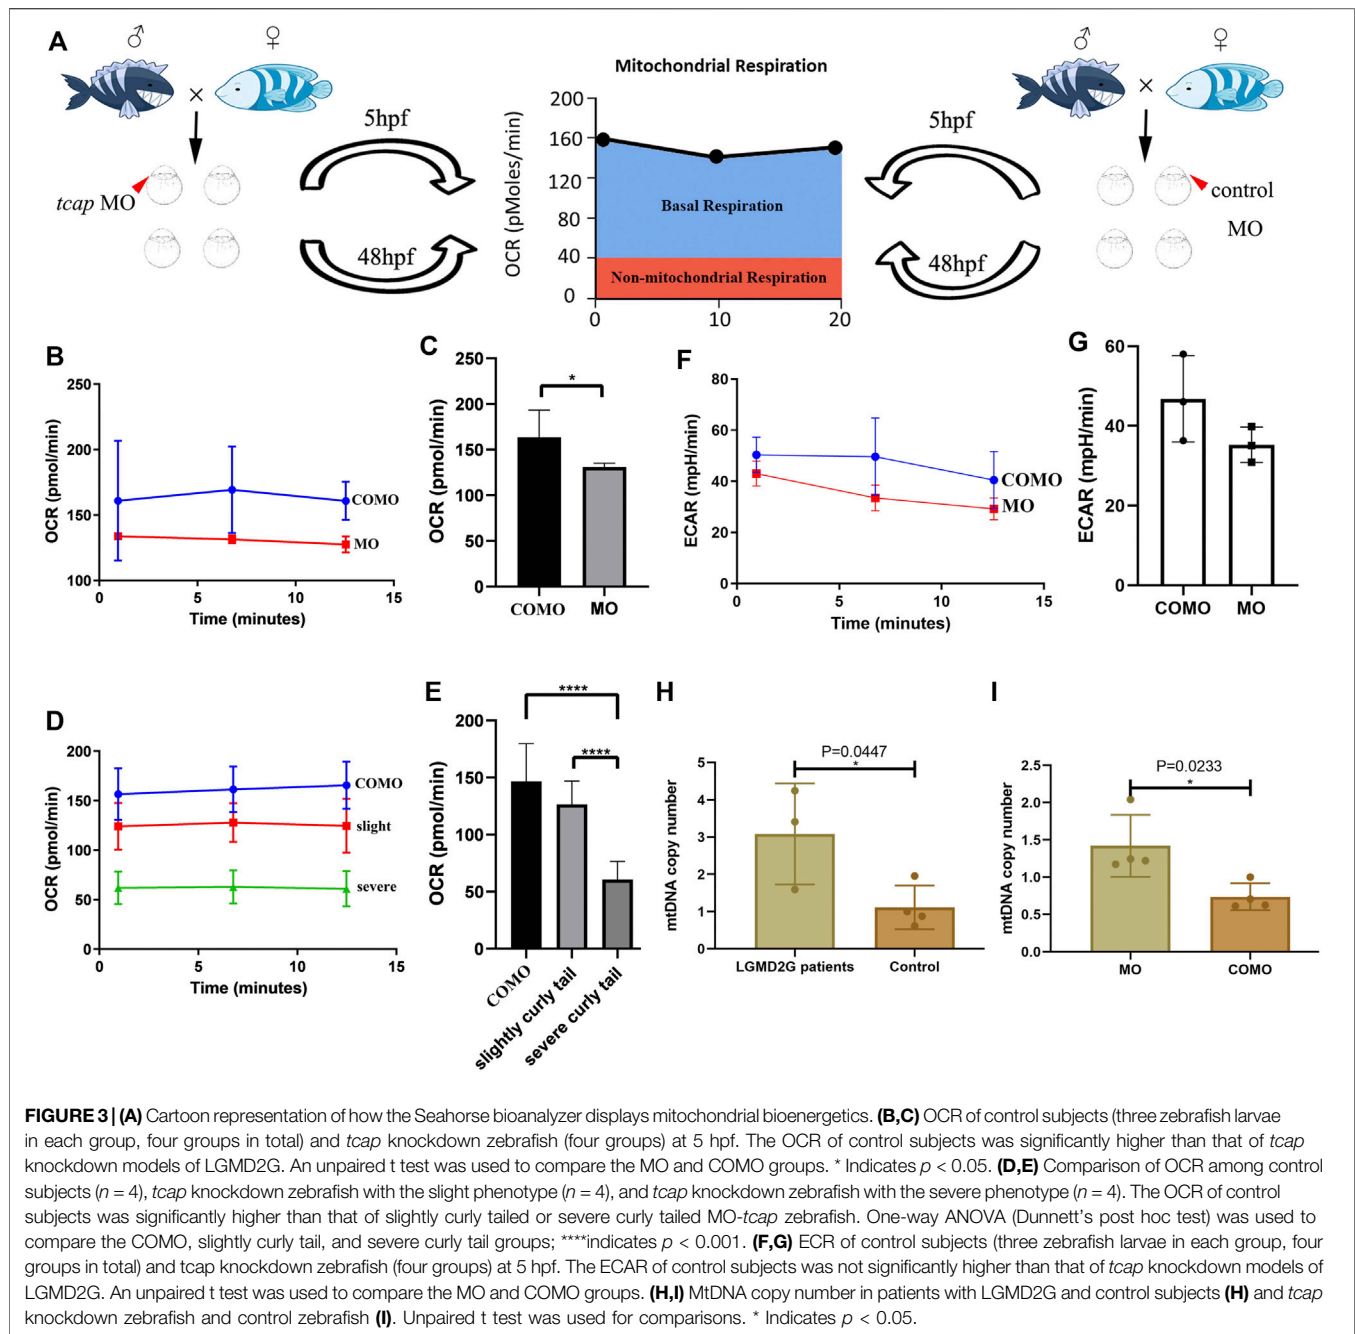 A
♂
♀
×
tcap MO
5hpf
48hpf
Mitochondrial Respiration
OCR (pMoles/min)
200
160
120
80
40
0
Basal Respiration
Non-mitochondrial Respiration
0
10
20
5hpf
48hpf
♂
♀
×
control
MO
B
OCR (pmol/min)
250
200
150
100
COMO
MO
0
5
10
15
Time (minutes)
C
OCR (pmol/min)
250
200
150
100
50
0
*
COMO
MO
F
ECAR (mpH/min)
80
60
40
20
0
COMO
MO
0
5
10
15
Time (minutes)
G
ECAR (mpH/min)
60
40
20
0
COMO
MO
D
OCR (pmol/min)
200
150
100
50
0
COMO
slight
severe
0
5
10
15
Time (minutes)
E
OCR (pmol/min)
200
150
100
50
0
****
****
COMO
slightly curly tail
severe curly tail
H
mtDNA copy number
5
4
3
2
1
0
P=0.0447
*
LGMD2G patients
Control
I
mtDNA copy number
2.5
2.0
1.5
1.0
0.5
0.0
P=0.0233
*
MO
COMO
FIGURE 3 | (A) Cartoon representation of how the Seahorse bioanalyzer displays mitochondrial bioenergetics. (B,C) OCR of control subjects (three zebrafish larvae
in each group, four groups in total) and tcap knockdown zebrafish (four groups) at 5 hpf. The OCR of control subjects was significantly higher than that of tcap
knockdown models of LGMD2G. An unpaired t test was used to compare the MO and COMO groups. * Indicates p < 0.05. (D,E) Comparison of OCR among control
subjects (n = 4), tcap knockdown zebrafish with the slight phenotype (n = 4), and tcap knockdown zebrafish with the severe phenotype (n = 4). The OCR of control
subjects was significantly higher than that of slightly curly tailed or severe curly tailed MO-tcap zebrafish. One-way ANOVA (Dunnett's post hoc test) was used to
compare the COMO, slightly curly tail, and severe curly tail groups; ****indicates p < 0.001. (F,G) ECR of control subjects (three zebrafish larvae in each group, four
groups in total) and tcap knockdown zebrafish (four groups) at 5 hpf. The ECAR of control subjects was not significantly higher than that of tcap knockdown models of
LGMD2G. An unpaired t test was used to compare the MO and COMO groups. (H,I) MtDNA copy number in patients with LGMD2G and control subjects (H) and tcap
knockdown zebrafish and control zebrafish (I). Unpaired t test was used for comparisons. * Indicates p < 0.05.